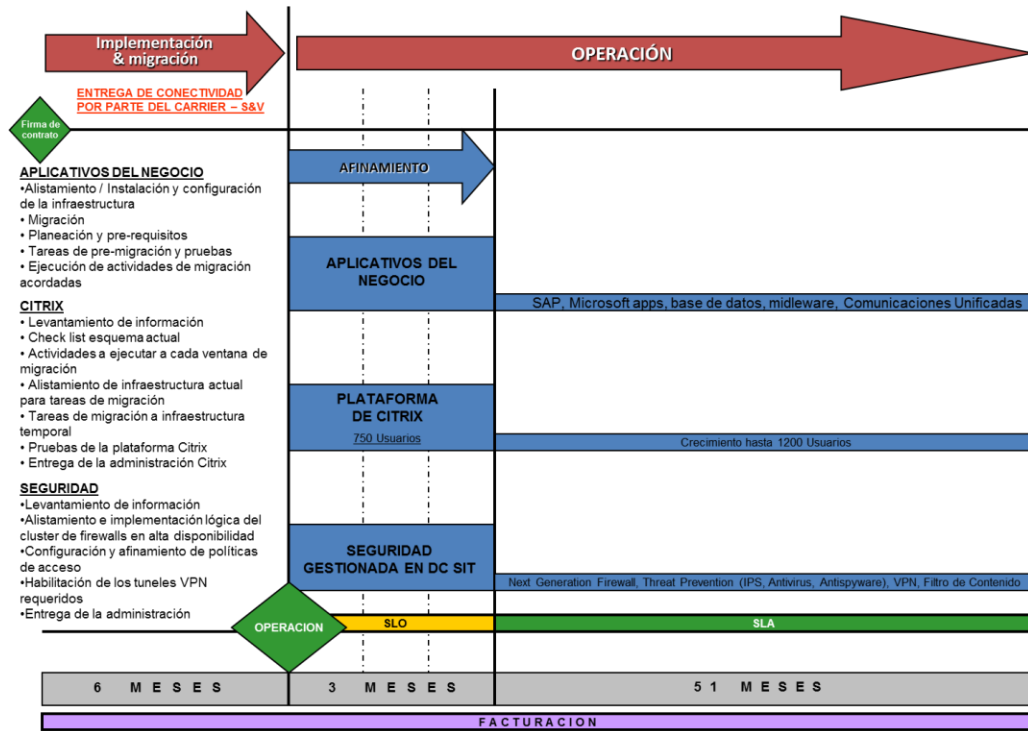 Implementación
& migración
OPERACIÓN
ENTREGA DE CONECTIVIDAD
POR PARTE DEL CARRIER – S&V
Firma de
contrato
AFINAMIENTO
APLICATIVOS DEL NEGOCIO
•Alistamiento / Instalación y configuración
de la infraestructura
• Migración
• Planeación y pre-requisitos
• Tareas de pre-migración y pruebas
• Ejecución de actividades de migración
acordadas
APLICATIVOS DEL
NEGOCIO
SAP, Microsoft apps, base de datos, midleware, Comunicaciones Unificadas
CITRIX
• Levantamiento de información
• Check list esquema actual
• Actividades a ejecutar a cada ventana de
migración
• Alistamiento de infraestructura actual
para tareas de migración
• Tareas de migración a infraestructura
temporal
• Pruebas de la plataforma Citrix
• Entrega de la administración Citrix
PLATAFORMA
DE CITRIX
750 Usuarios
Crecimiento hasta 1200 Usuarios
SEGURIDAD
•Levantamiento de información
•Alistamiento e implementación lógica del
cluster de firewalls en alta disponibilidad
•Configuración y afinamiento de políticas
de acceso
•Habilitación de los tuneles VPN
requeridos
•Entrega de la administración
SEGURIDAD
GESTIONADA EN DC SIT
Next Generation Firewall, Threat Prevention (IPS, Antivirus, Antispyware), VPN, Filtro de Contenido
OPERACION
SLO
SLA
6 MESES
3 MESES
51 MESES
FACTURACION